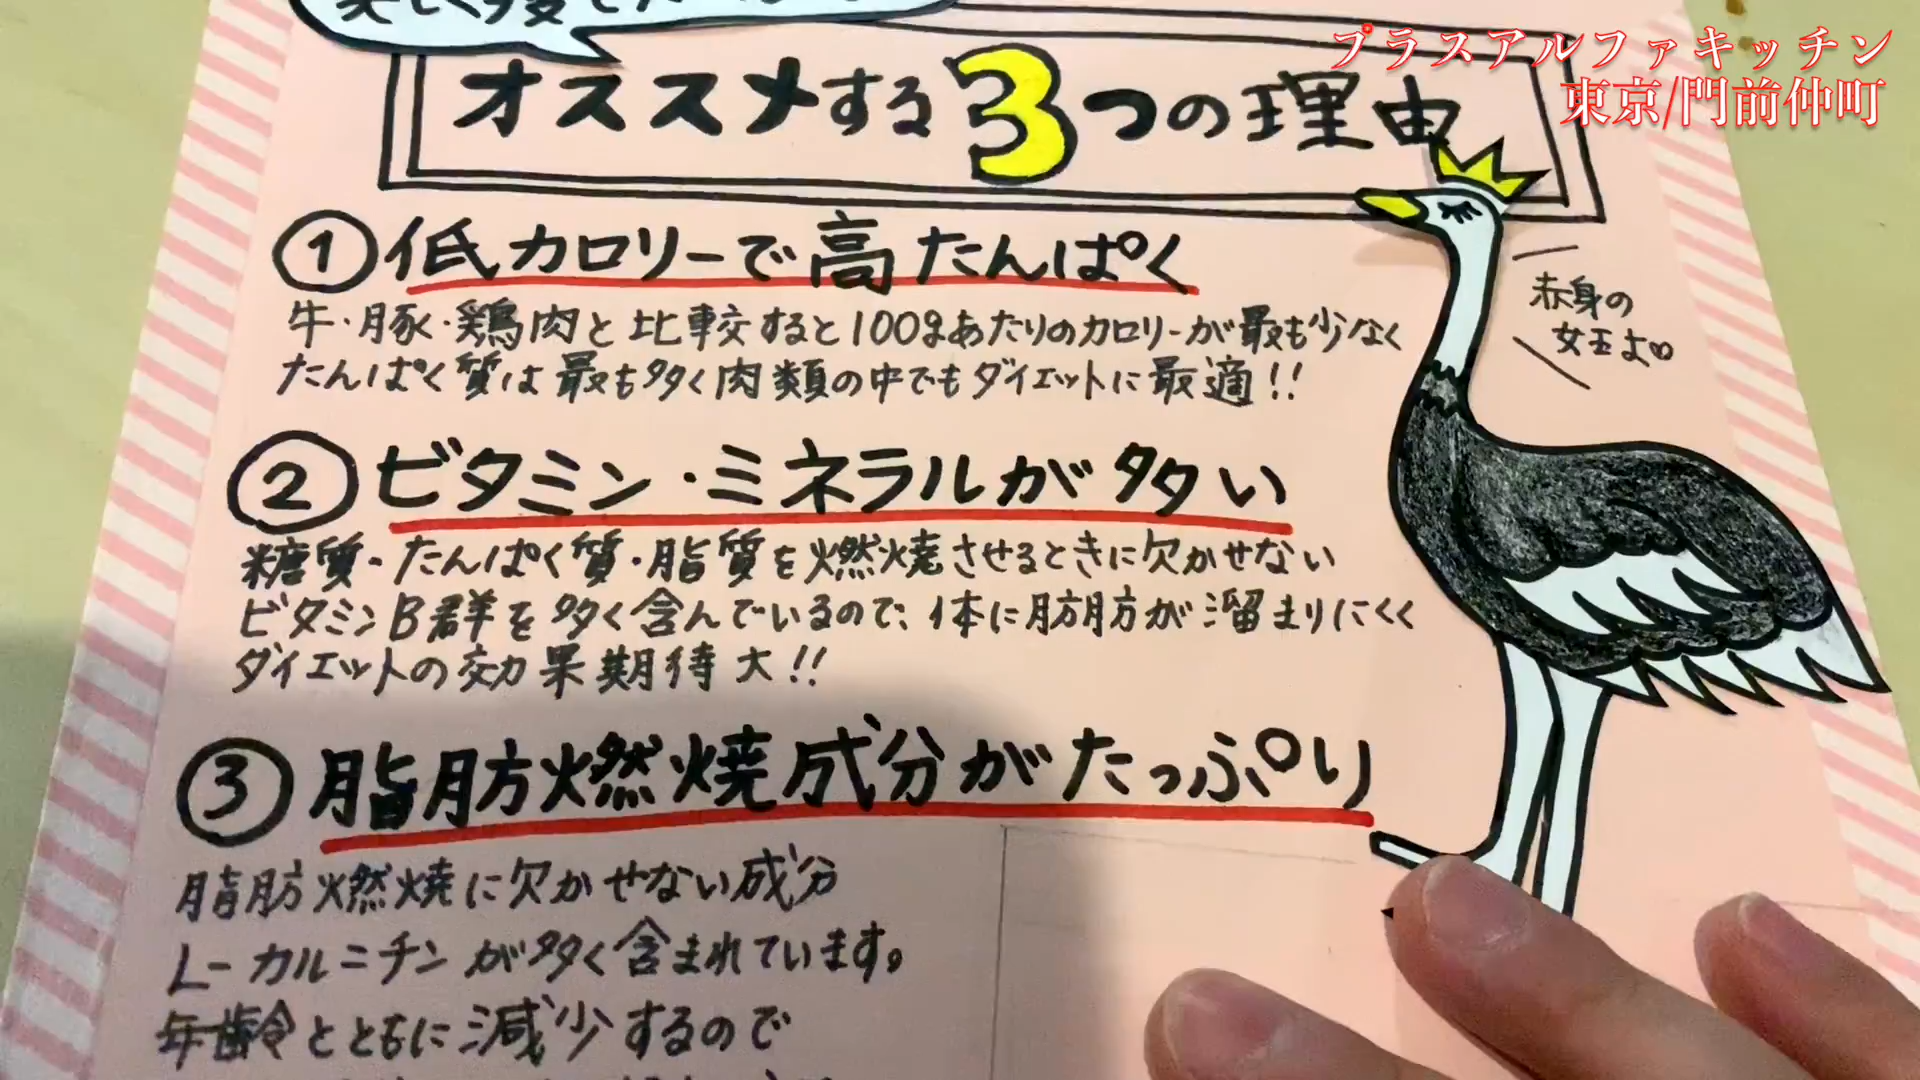 プラスアルファキッチン
東京/門前仲町
オススメする3つの理由
①低カロリーで高たんぱく
牛・豚・鶏肉と比較すると100gあたりのカロリーが最も少なく
たんぱく質は最も多く肉類の中でもダイエットに最適!!
赤身の
女王よ♡
②ビタミン・ミネラルが多い
糖質・たんぱく質・脂質を燃焼させるときに欠かせない
ビタミンB群を多く含んでいるので、体に脂肪が溜まりにくく
ダイエットの効果期待大!!
③脂肪燃焼成分がたっぷり
脂肪燃焼に欠かせない成分
L-カルニチンが多く含まれています。
年齢とともに減少するので